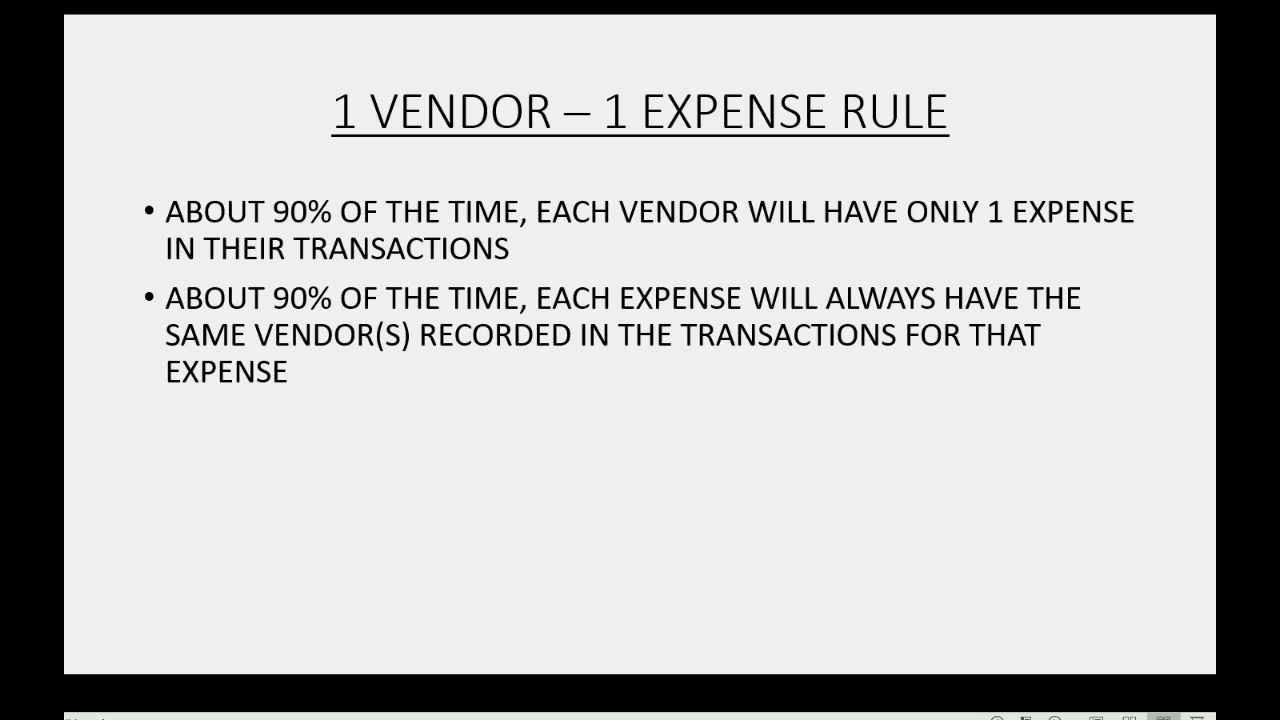 1 VENDOR – 1 EXPENSE RULE
• ABOUT 90% OF THE TIME, EACH VENDOR WILL HAVE ONLY 1 EXPENSE
IN THEIR TRANSACTIONS
• ABOUT 90% OF THE TIME, EACH EXPENSE WILL ALWAYS HAVE THE
SAME VENDOR(S) RECORDED IN THE TRANSACTIONS FOR THAT
EXPENSE